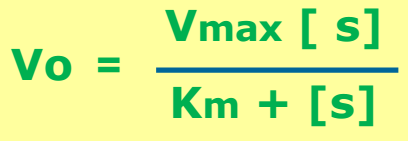 Vmax [ s]
Vo =
Km + [s]